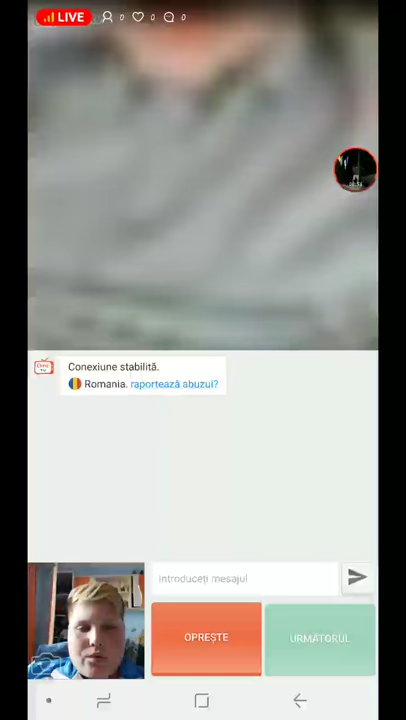 LIVE 0 0 0
Conexiune stabilită.
Romania. raportează abuzul?
introduceți mesajul
OPREȘTE
URMĂTORUL